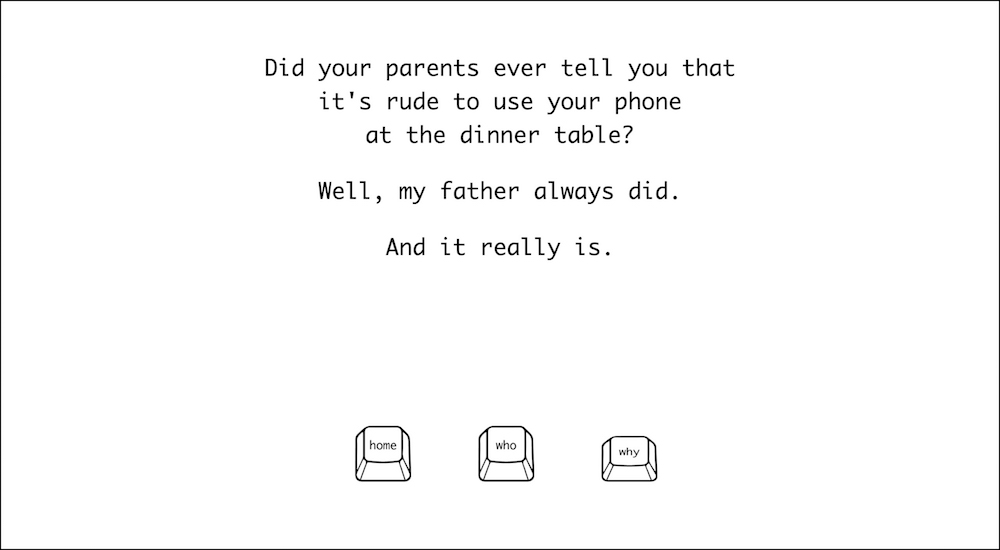 Did your parents ever tell you that
it's rude to use your phone
at the dinner table?
Well, my father always did.
And it really is.
home
who
why